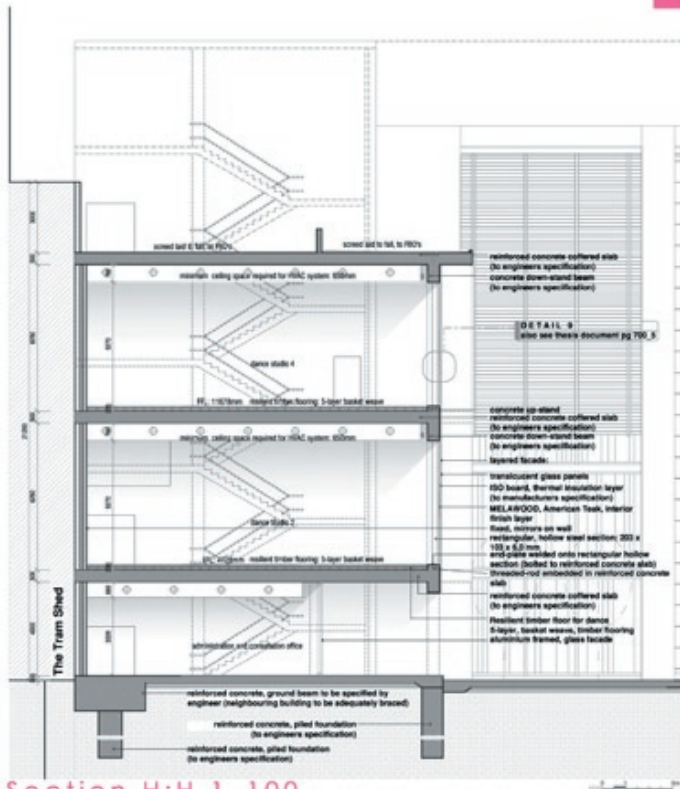 screed laid to fall, to FBO's
screed laid to fall, to FBO's
minimum ceiling space required for HVAC system: 650mm
reinforced concrete coffered slab
(to engineers specification)
concrete down-stand beam
(to engineers specification)
DETAIL 9
also see thesis document pg 700_5
dance studio 4
FFL: resilient timber flooring: 5-layer basket weave
minimum ceiling space required for HVAC system: 650mm
concrete up-stand
reinforced concrete coffered slab
(to engineers specification)
concrete down-stand beam
(to engineers specification)
layered facade:
translucent glass panels
ISO board, thermal insulation layer
(to manufacturers specification)
MELAWOOD, American Teak, interior
finish layer
fixed, mirrors on wall
rectangular, hollow steel section: 203 x
103 x 6,0 mm
end-plate welded onto rectangular hollow
section (bolted to reinforced concrete slab)
threaded-rod embedded in reinforced concrete
slab
dance studio 2
resilient timber flooring: 5-layer basket weave
reinforced concrete coffered slab
(to engineers specification)
Resilient timber floor for dance
5-layer, basket weave, timber flooring
aluminium framed, glass facade
The Tram Shed
administration and consultation office
reinforced concrete, ground beam to be specified by
engineer (neighbouring building to be adequately braced)
reinforced concrete, piled foundation
(to engineers specification)
reinforced concrete, piled foundation
(to engineers specification)
Section H:H 1_100